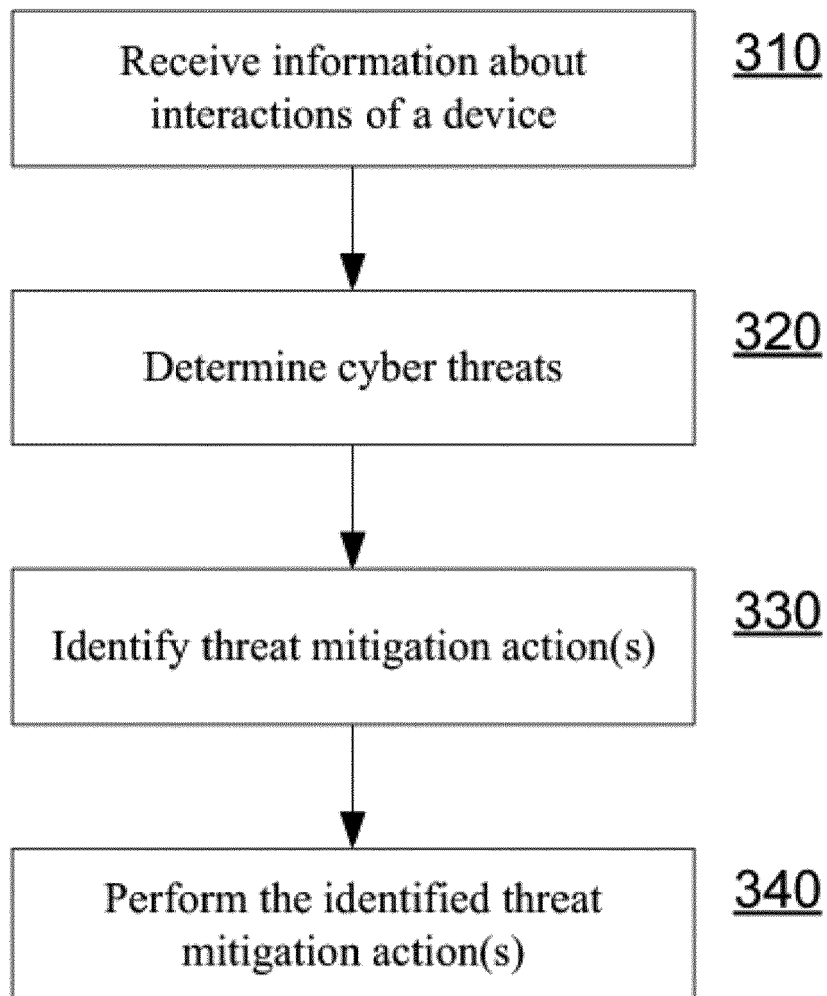 Receive information about
interactions of a device
310
Determine cyber threats
320
Identify threat mitigation action(s)
330
Perform the identified threat
mitigation action(s)
340